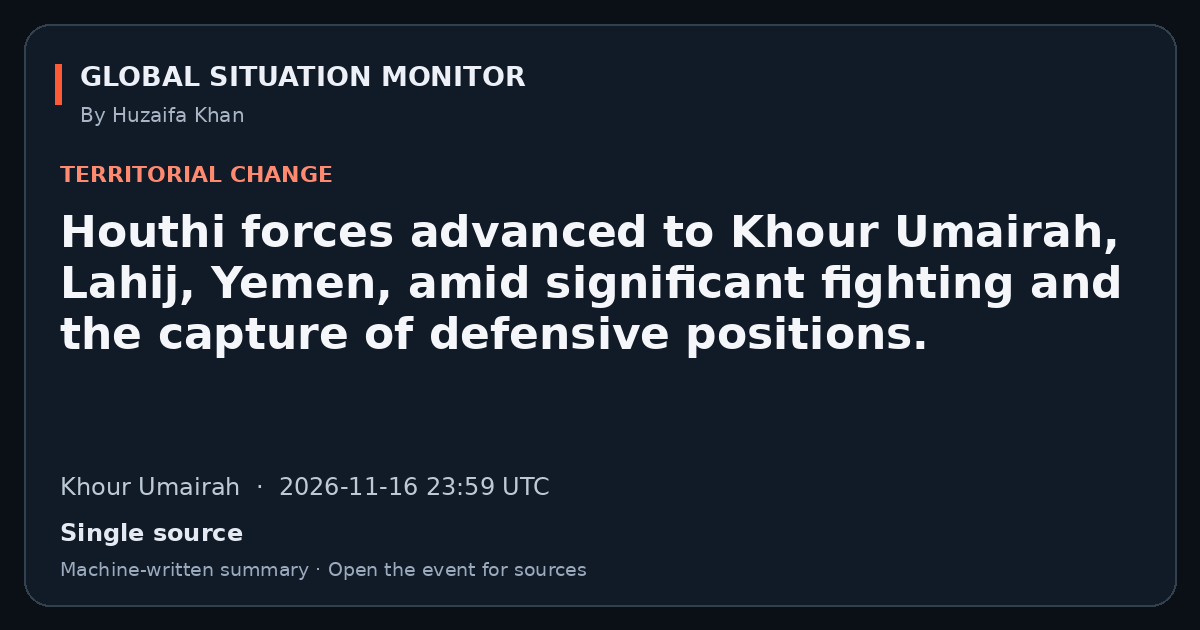 GLOBAL SITUATION MONITOR
By Huzaifa Khan
TERRITORIAL CHANGE
Houthi forces advanced to Khour Umairah,
Lahij, Yemen, amid significant fighting and
the capture of defensive positions.
Khour Umairah · 2026-11-16 23:59 UTC
Single source
Machine-written summary · Open the event for sources